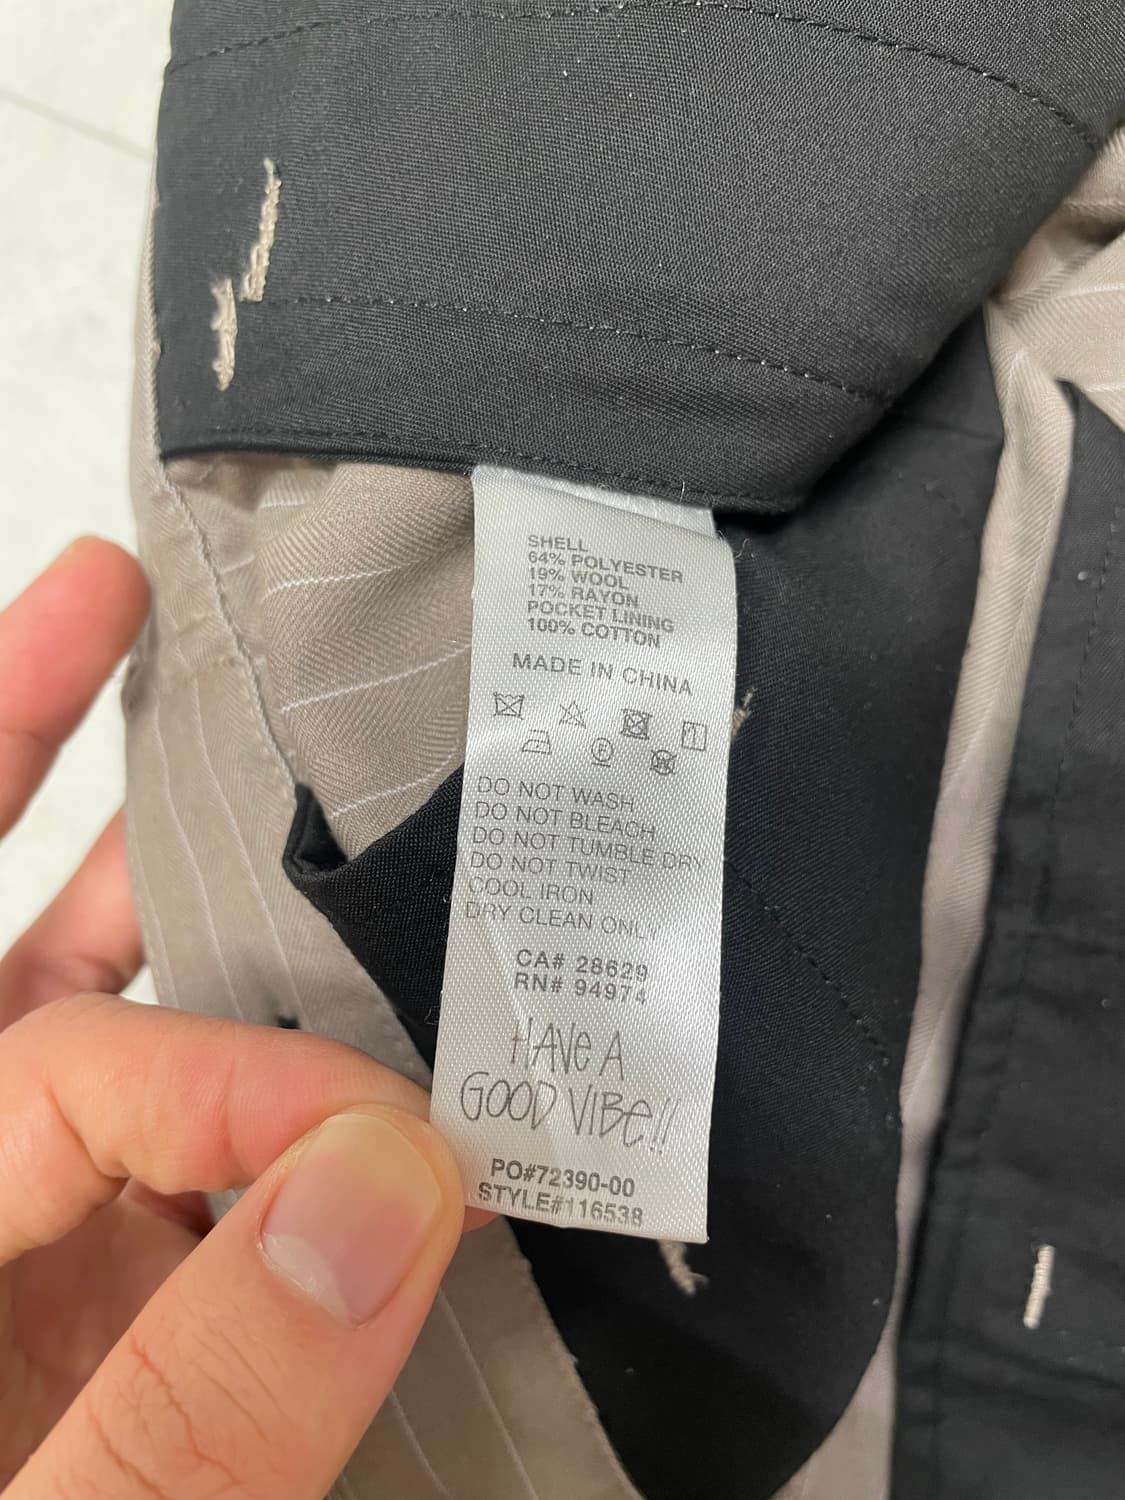 SHELL
64% POLYESTER
19% WOOL
17% RAYON
POCKET LINING
100% COTTON
MADE IN CHINA
DO NOT WASH
DO NOT BLEACH
DO NOT TUMBLE DRY
DO NOT TWIST
COOL IRON
DRY CLEAN ONLY
CA# 28629
RN# 94974
HAVE A
GOOD VIBE!!
PO#72390-00
STYLE#116538